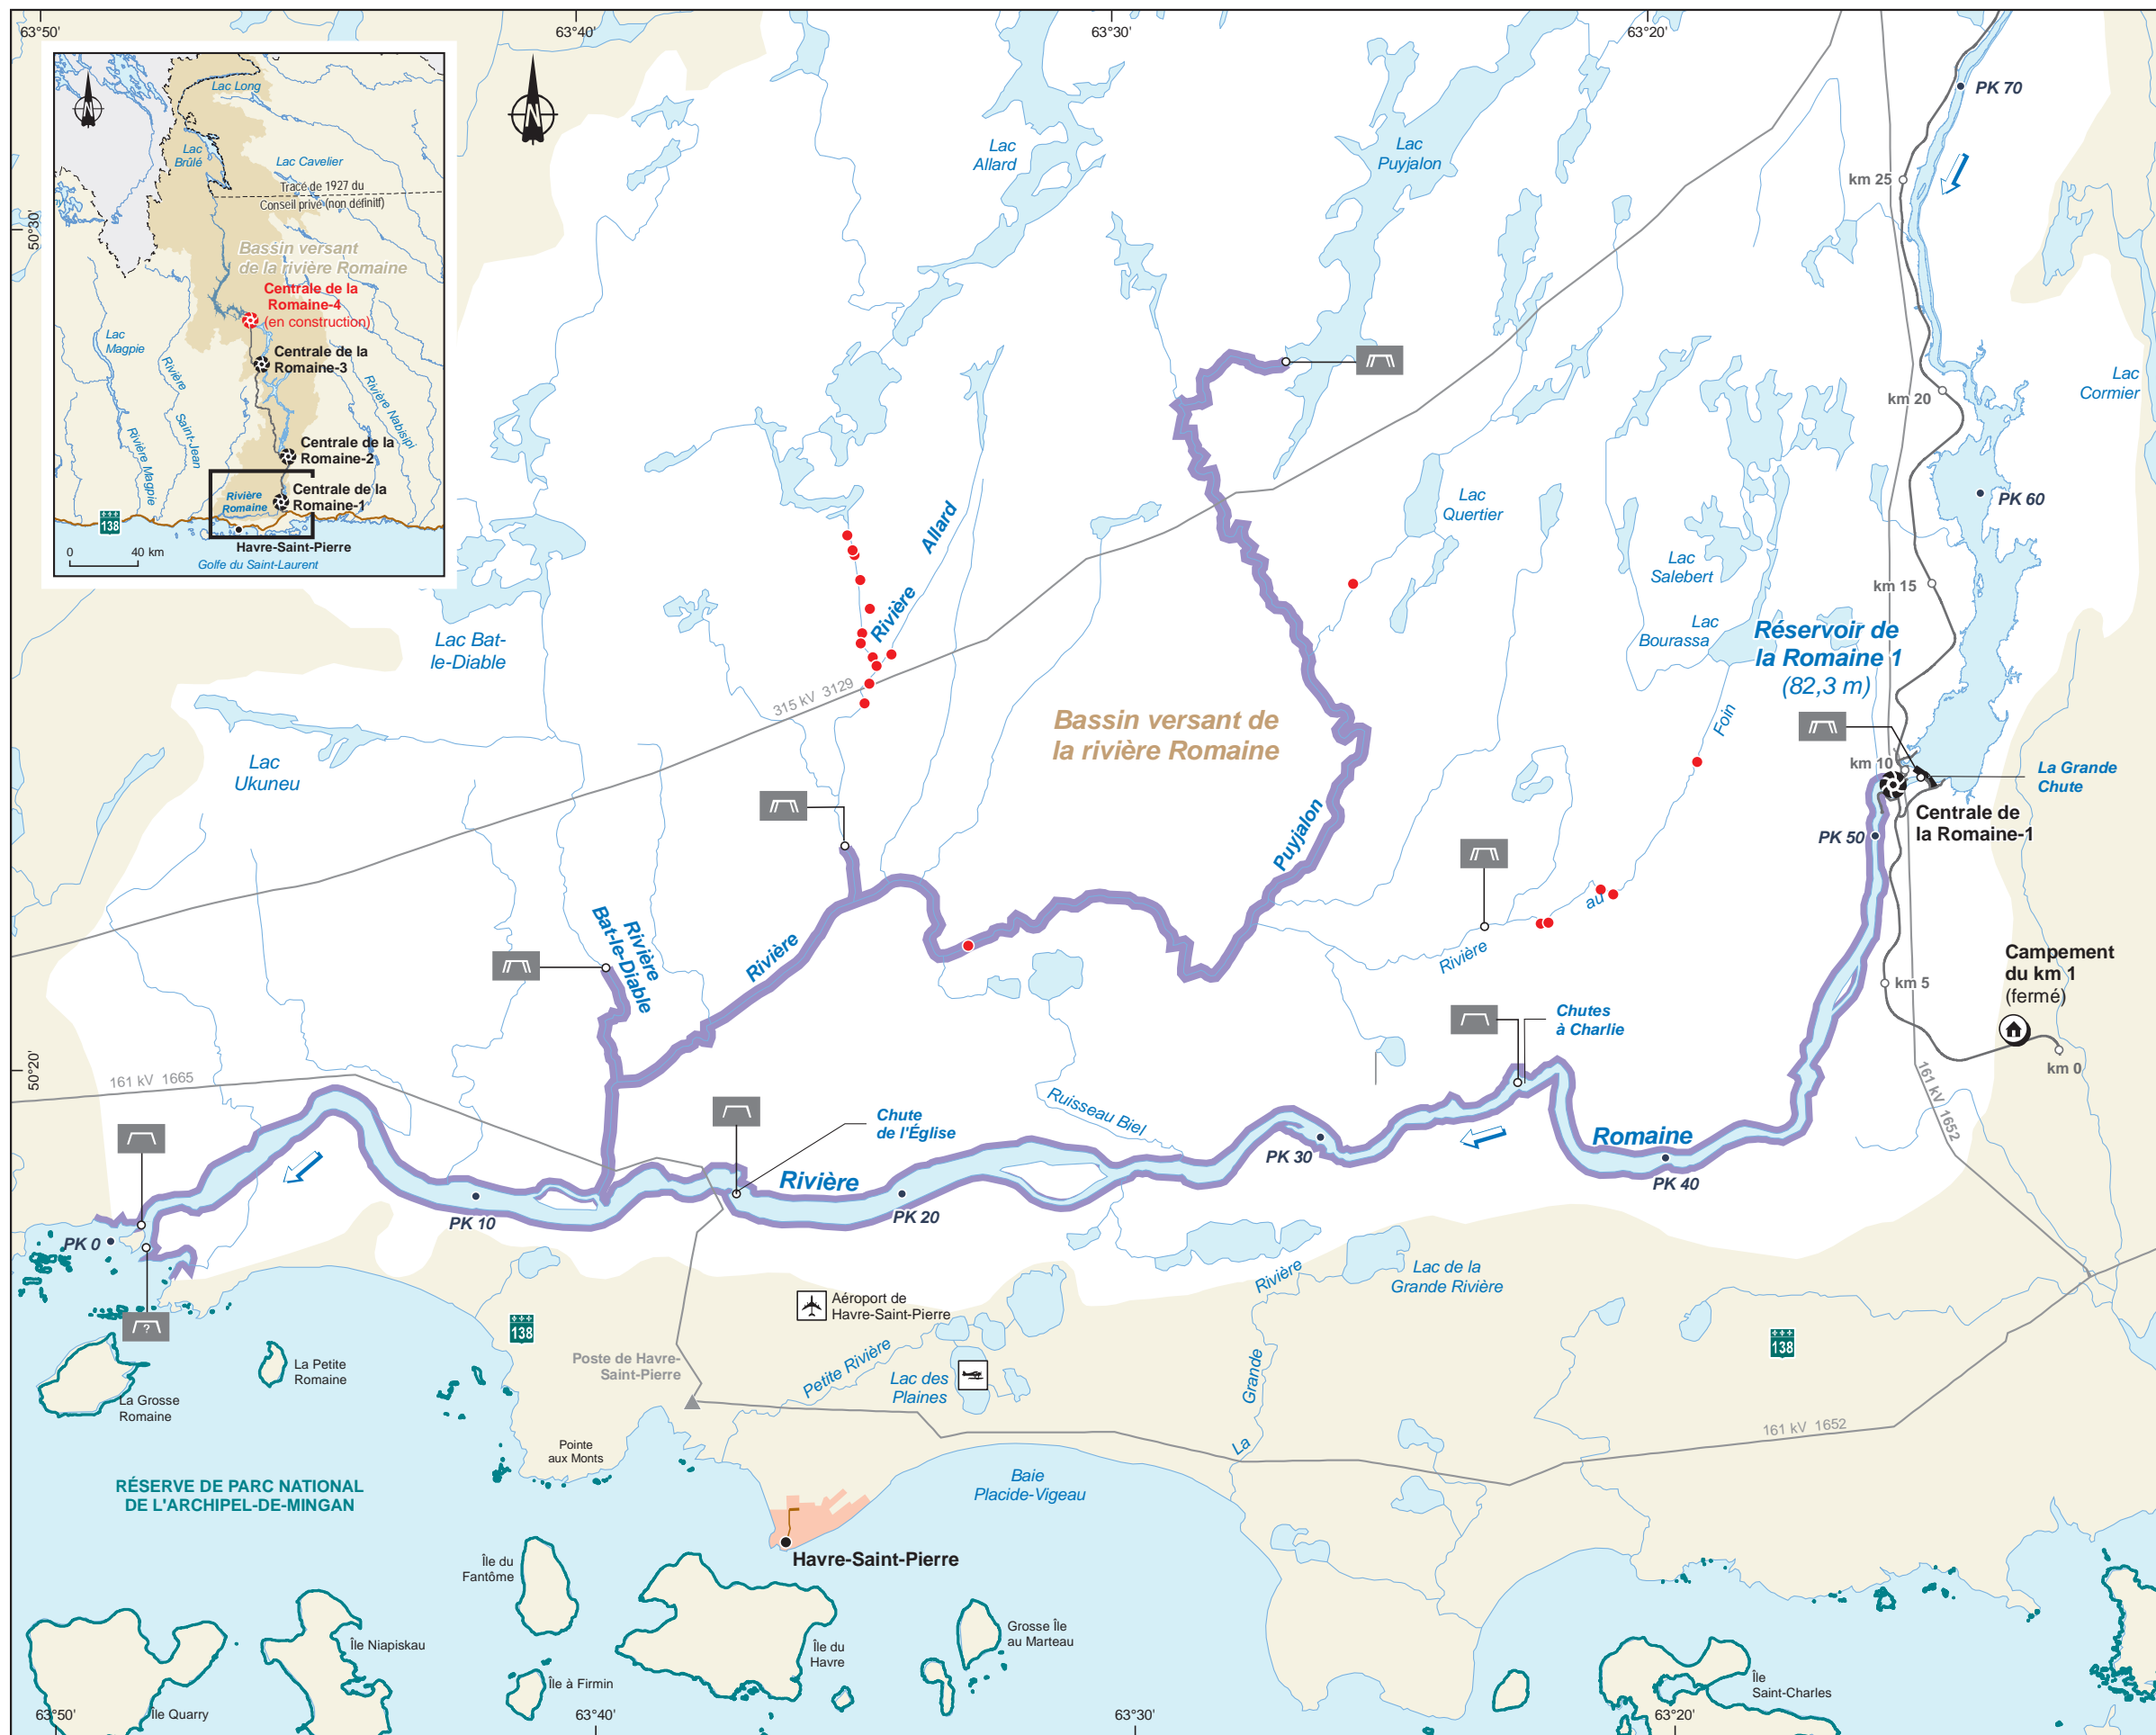 63°50'
63°40'
63°30'
63°20'
50°30'
50°20'
Lac Long
Lac
Brûlé
Lac Cavelier
Tracé de 1927 du
Conseil privé (non définitf)
Bassin versant
de la rivière Romaine
Centrale de la
Romaine-4
(en construction)
Lac
Magpie
Rivière
Saint-Jean
Rivière Magpie
Rivière Nabisipi
Centrale de la
Romaine-3
Centrale de la
Romaine-2
Centrale de la
Romaine-1
Rivière
Romaine
138
Havre-Saint-Pierre
0 40 km
Golfe du Saint-Laurent
N
N
Lac
Allard
Lac
Puyjalon
PK 70
km 25
Lac
Cormier
km 20
PK 60
Lac
Quertier
Lac
Salebert
km 15
Lac
Bourassa
Réservoir de
la Romaine 1
(82,3 m)
Rivière Allard
Lac Bat-
le-Diable
315 kV 3129
Bassin versant de
la rivière Romaine
Lac
Ukuneu
km 10
La Grande
Chute
Centrale de
la Romaine-1
PK 50
Rivière au Foin
Rivière Puyjalon
Rivière
Bat-le-Diable
Campement
du km 1
(fermé)
km 5
km 0
Chutes
à Charlie
161 kV 1665
161 kV 1652
Ruisseau Biel
Chute
de l'Église
Rivière Romaine
PK 0
PK 10
PK 20
PK 30
PK 40
?
Lac de la
Grande Rivière
La Grande Rivière
Aéroport de
Havre-Saint-Pierre
138
138
Poste de Havre-
Saint-Pierre
Petite Rivière
Lac des
Plaines
La Petite
Romaine
La Grosse
Romaine
Pointe
aux Monts
161 kV 1652
RÉSERVE DE PARC NATIONAL
DE L'ARCHIPEL-DE-MINGAN
Baie
Placide-Vigeau
Havre-Saint-Pierre
Île du
Fantôme
Île Niapiskau
Île du
Havre
Grosse Île
au Marteau
Île à Firmin
Île Quarry
Île
Saint-Charles
63°50'
63°40'
63°30'
63°20'